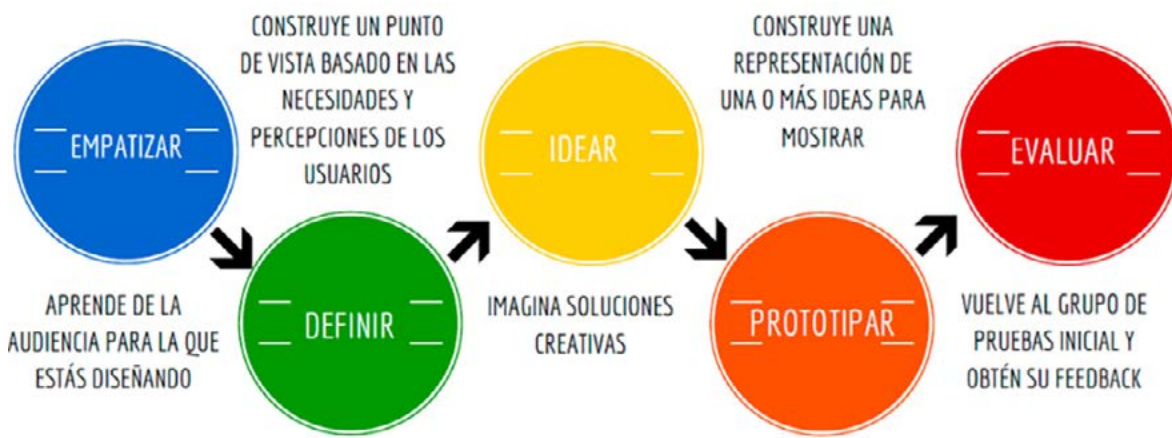 EMPATIZAR
APRENDE DE LA
AUDIENCIA PARA LA QUE
ESTÁS DISEÑANDO
CONSTRUYE UN PUNTO
DE VISTA BASADO EN LAS
NECESIDADES Y
PERCEPCIONES DE LOS
USUARIOS
DEFINIR
IDEAR
IMAGINA SOLUCIONES
CREATIVAS
CONSTRUYE UNA
REPRESENTACIÓN DE
UNA O MÁS IDEAS PARA
MOSTRAR
PROTOTIPAR
EVALUAR
VUELVE AL GRUPO DE
PRUEBAS INICIAL Y
OBTÉN SU FEEDBACK